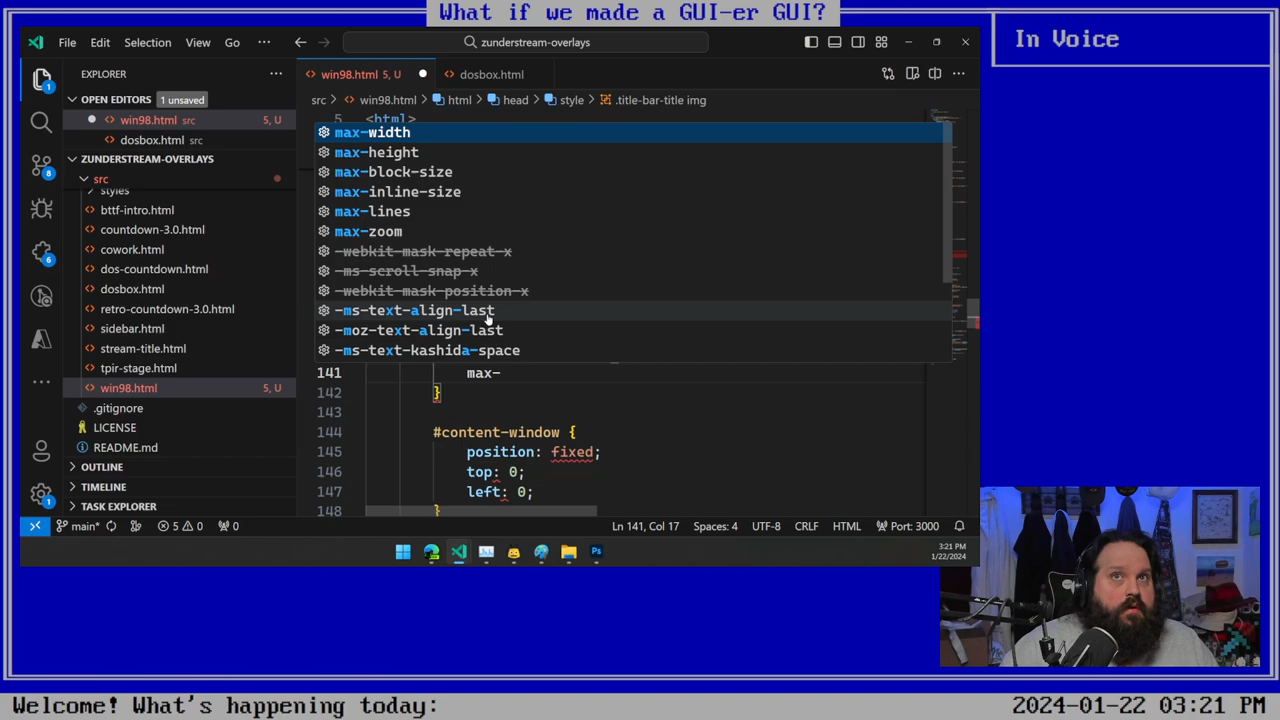 What if we made a GUI-er GUI?
In Voice
File Edit Selection View Go ··· zunderstream-overlays
EXPLORER ···
win98.html 5, U
dosbox.html
OPEN EDITORS 1 unsaved
win98.html src 5, U
dosbox.html src
src > win98.html > html > head > style > .title-bar-title img
ZUNDERSTREAM-OVERLAYS
src
styles
bttf-intro.html
countdown-3.0.html
cowork.html
dos-countdown.html
dosbox.html
retro-countdown-3.0.html
sidebar.html
stream-title.html
tpir-stage.html
win98.html 5, U
.gitignore
LICENSE
README.md
OUTLINE
TIMELINE
TASK EXPLORER
5 <html>
max-width
max-height
max-block-size
max-inline-size
max-lines
max-zoom
-webkit-mask-repeat-x
-ms-scroll-snap-x
-webkit-mask-position-x
-ms-text-align-last
-moz-text-align-last
-ms-text-kashida-space
141 max-
142 }
143
144 #content-window {
145 position: fixed;
146 top: 0;
147 left: 0;
148 }
1 8 6 1
main* 5 0 0 Ln 141, Col 17 Spaces: 4 UTF-8 CRLF HTML Port: 3000
Ps
3:21 PM
1/22/2024
Welcome! What's happening today: 2024-01-22 03:21 PM